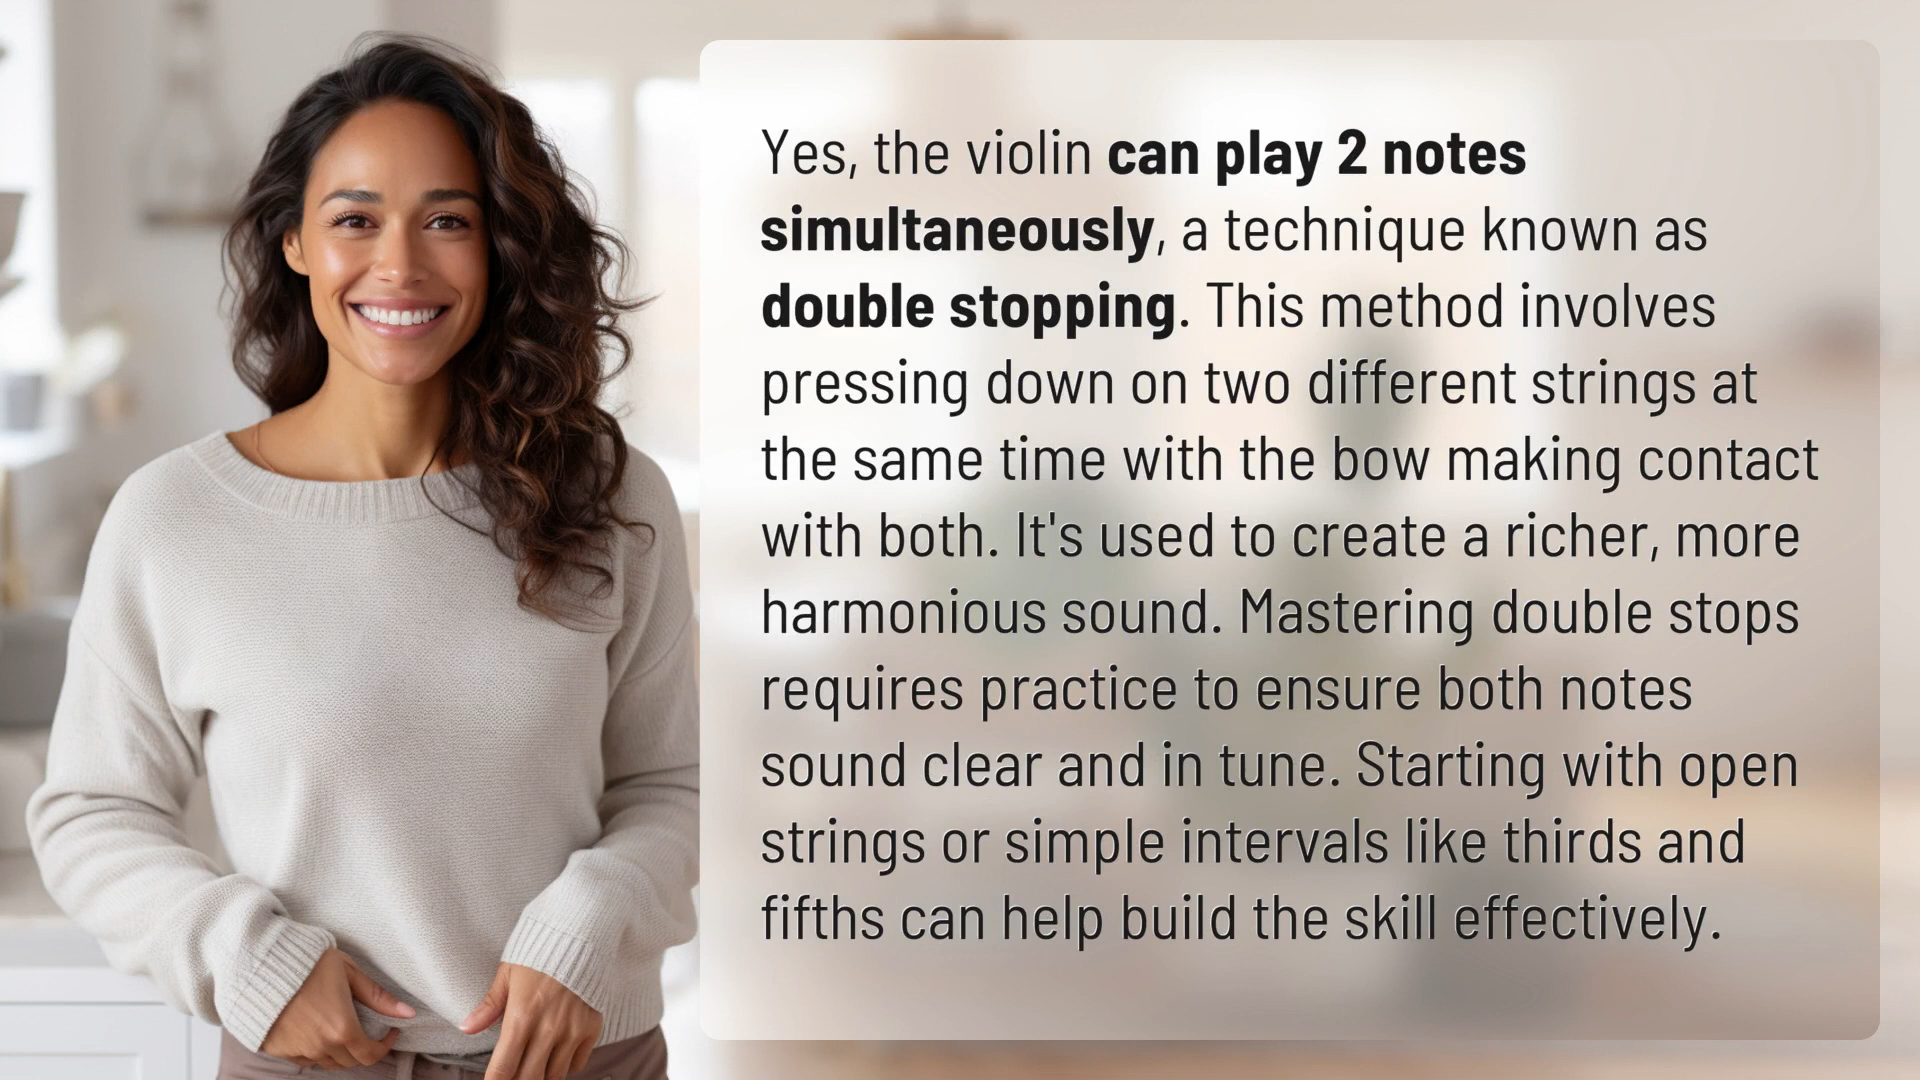 Yes, the violin can play 2 notes
simultaneously, a technique known as
double stopping. This method involves
pressing down on two different strings at
the same time with the bow making contact
with both. It's used to create a richer, more
harmonious sound. Mastering double stops
requires practice to ensure both notes
sound clear and in tune. Starting with open
strings or simple intervals like thirds and
fifths can help build the skill effectively.